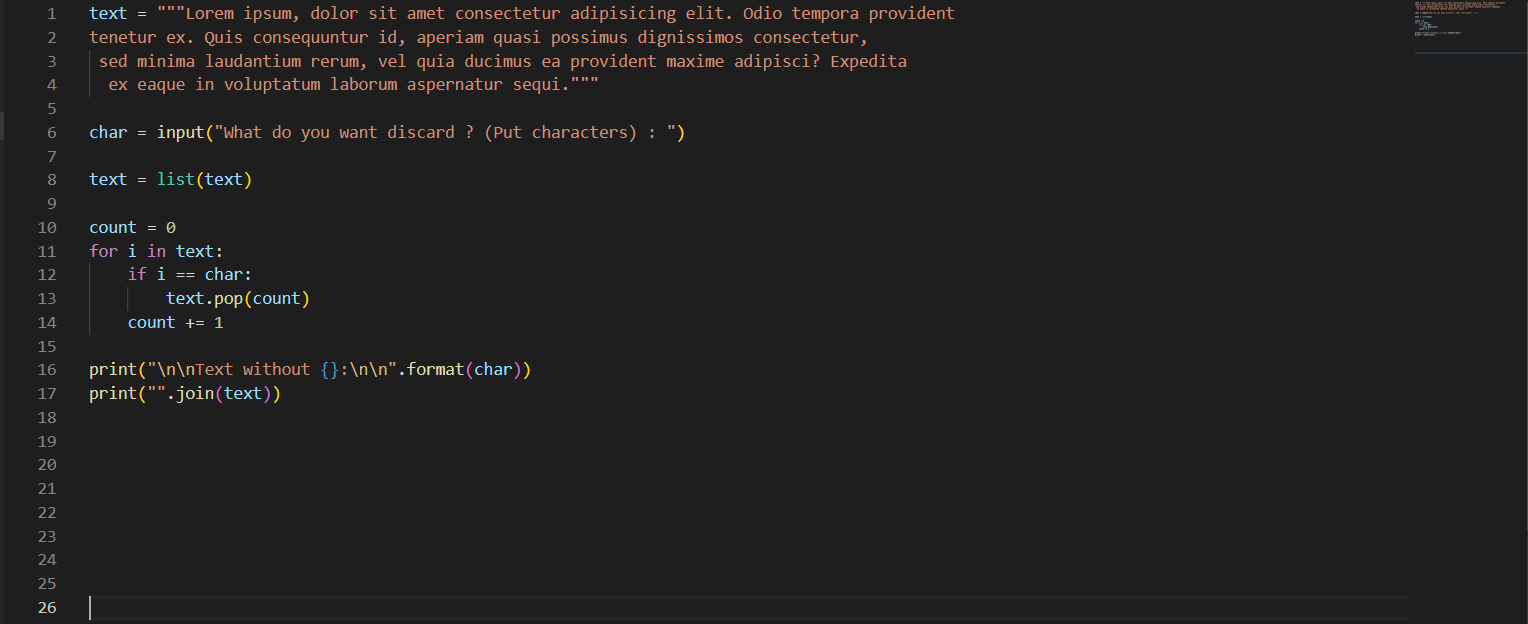 1 text = """Lorem ipsum, dolor sit amet consectetur adipisicing elit. Odio tempora provident
2 tenetur ex. Quis consequuntur id, aperiam quasi possimus dignissimos consectetur,
3  sed minima laudantium rerum, vel quia ducimus ea provident maxime adipisci? Expedita
4   ex eaque in voluptatum laborum aspernatur sequi."""
5
6 char = input("What do you want discard ? (Put characters) : ")
7
8 text = list(text)
9
10 count = 0
11 for i in text:
12     if i == char:
13         text.pop(count)
14     count += 1
15
16 print("\n\nText without {}:\n\n".format(char))
17 print("".join(text))
18
19
20
21
22
23
24
25
26